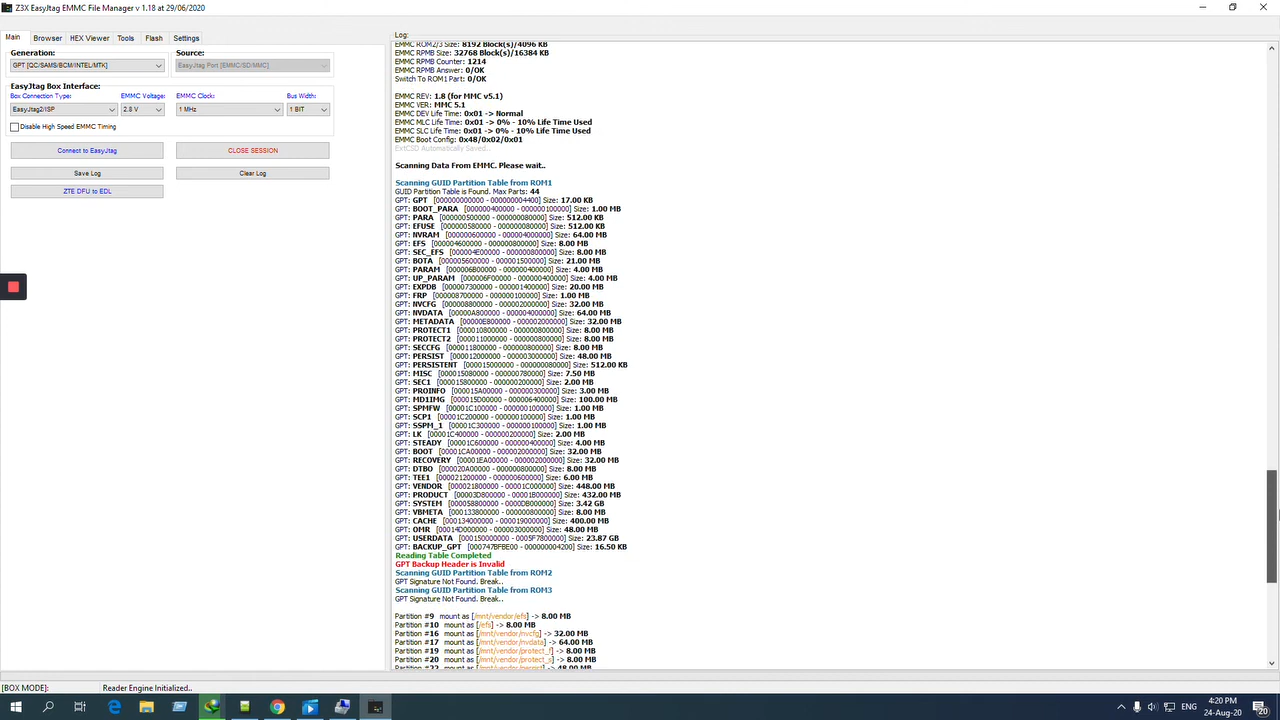 Z3X EasyJtag EMMC File Manager v 1.18 at 29/06/2020
Main Browser HEX Viewer Tools Flash Settings
Generation: Source:
GPT [QC/SAMS/BCM/INTEL/MTK] EasyJtag Port [EMMC/SD/MMC]
EasyJtag Box Interface:
Box Connection Type: EMMC Voltage: EMMC Clock: Bus Width:
EasyJtag2/ISP 2.8 V 1 MHz 1 BIT
Disable High Speed EMMC Timing
Connect to EasyJtag CLOSE SESSION
Save Log Clear Log
ZTE DFU to EDL
Log:
EMMC ROM2/3 Size: 8192 Block(s)/4096 KB
EMMC RPMB Size: 32768 Block(s)/16384 KB
EMMC RPMB Counter: 1214
EMMC RPMB Answer: 0/OK
Switch To ROM1 Part: 0/OK
EMMC REV: 1.8 (for MMC v5.1)
EMMC VER: MMC 5.1
EMMC DEV Life Time: 0x01 -> Normal
EMMC MLC Life Time: 0x01 -> 0% - 10% Life Time Used
EMMC SLC Life Time: 0x01 -> 0% - 10% Life Time Used
EMMC Boot Config: 0x48/0x02/0x01
ExtCSD Automatically Saved..
Scanning Data From EMMC. Please wait..
Scanning GUID Partition Table from ROM1
GUID Partition Table is Found. Max Parts: 44
GPT: GPT [000000000000 - 000000004400] Size: 17.00 KB
GPT: BOOT_PARA [000000400000 - 000000100000] Size: 1.00 MB
GPT: PARA [000000500000 - 000000080000] Size: 512.00 KB
GPT: EFUSE [000000580000 - 000000080000] Size: 512.00 KB
GPT: NVRAM [000000600000 - 000004000000] Size: 64.00 MB
GPT: EFS [000004600000 - 000000800000] Size: 8.00 MB
GPT: SEC_EFS [000004E00000 - 000000800000] Size: 8.00 MB
GPT: BOTA [000005600000 - 000001500000] Size: 21.00 MB
GPT: PARAM [000006B00000 - 000000400000] Size: 4.00 MB
GPT: UP_PARAM [000006F00000 - 000000400000] Size: 4.00 MB
GPT: EXPDB [000007300000 - 000001400000] Size: 20.00 MB
GPT: FRP [000008700000 - 000000100000] Size: 1.00 MB
GPT: NVCFG [000008800000 - 000002000000] Size: 32.00 MB
GPT: NVDATA [00000A800000 - 000004000000] Size: 64.00 MB
GPT: METADATA [00000E800000 - 000002000000] Size: 32.00 MB
GPT: PROTECT1 [000010800000 - 000000800000] Size: 8.00 MB
GPT: PROTECT2 [000011000000 - 000000800000] Size: 8.00 MB
GPT: SECCFG [000011800000 - 000000800000] Size: 8.00 MB
GPT: PERSIST [000012000000 - 000003000000] Size: 48.00 MB
GPT: PERSISTENT [000015000000 - 000000080000] Size: 512.00 KB
GPT: MISC [000015080000 - 000000780000] Size: 7.50 MB
GPT: SEC1 [000015800000 - 000000200000] Size: 2.00 MB
GPT: PROINFO [000015A00000 - 000000300000] Size: 3.00 MB
GPT: MD1IMG [000015D00000 - 000006400000] Size: 100.00 MB
GPT: SPMFW [00001C100000 - 000000100000] Size: 1.00 MB
GPT: SCP1 [00001C200000 - 000000100000] Size: 1.00 MB
GPT: SSPM_1 [00001C300000 - 000000100000] Size: 1.00 MB
GPT: LK [00001C400000 - 000000200000] Size: 2.00 MB
GPT: STEADY [00001C600000 - 000000400000] Size: 4.00 MB
GPT: BOOT [00001CA00000 - 000002000000] Size: 32.00 MB
GPT: RECOVERY [00001EA00000 - 000002000000] Size: 32.00 MB
GPT: DTBO [000020A00000 - 000000800000] Size: 8.00 MB
GPT: TEE1 [000021200000 - 000000600000] Size: 6.00 MB
GPT: VENDOR [000021800000 - 00001C000000] Size: 448.00 MB
GPT: PRODUCT [00003D800000 - 00001B000000] Size: 432.00 MB
GPT: SYSTEM [000058800000 - 0000DB000000] Size: 3.42 GB
GPT: VBMETA [000133800000 - 000000800000] Size: 8.00 MB
GPT: CACHE [000134000000 - 000019000000] Size: 400.00 MB
GPT: OMR [00014D000000 - 000003000000] Size: 48.00 MB
GPT: USERDATA [000150000000 - 0005F7800000] Size: 23.87 GB
GPT: BACKUP_GPT [000747BFBE00 - 000000004200] Size: 16.50 KB
Reading Table Completed
GPT Backup Header is Invalid
Scanning GUID Partition Table from ROM2
GPT Signature Not Found. Break..
Scanning GUID Partition Table from ROM3
GPT Signature Not Found. Break..
Partition #9 mount as [/mnt/vendor/efs] -> 8.00 MB
Partition #10 mount as [/efs] -> 8.00 MB
Partition #16 mount as [/mnt/vendor/nvcfg] -> 32.00 MB
Partition #17 mount as [/mnt/vendor/nvdata] -> 64.00 MB
Partition #19 mount as [/mnt/vendor/protect_f] -> 8.00 MB
Partition #20 mount as [/mnt/vendor/protect_s] -> 8.00 MB
Partition #22 mount as [/mnt/vendor/persist] -> 48.00 MB
[BOX MODE]: Reader Engine Initialized..
ENG
4:20 PM
24-Aug-20
20